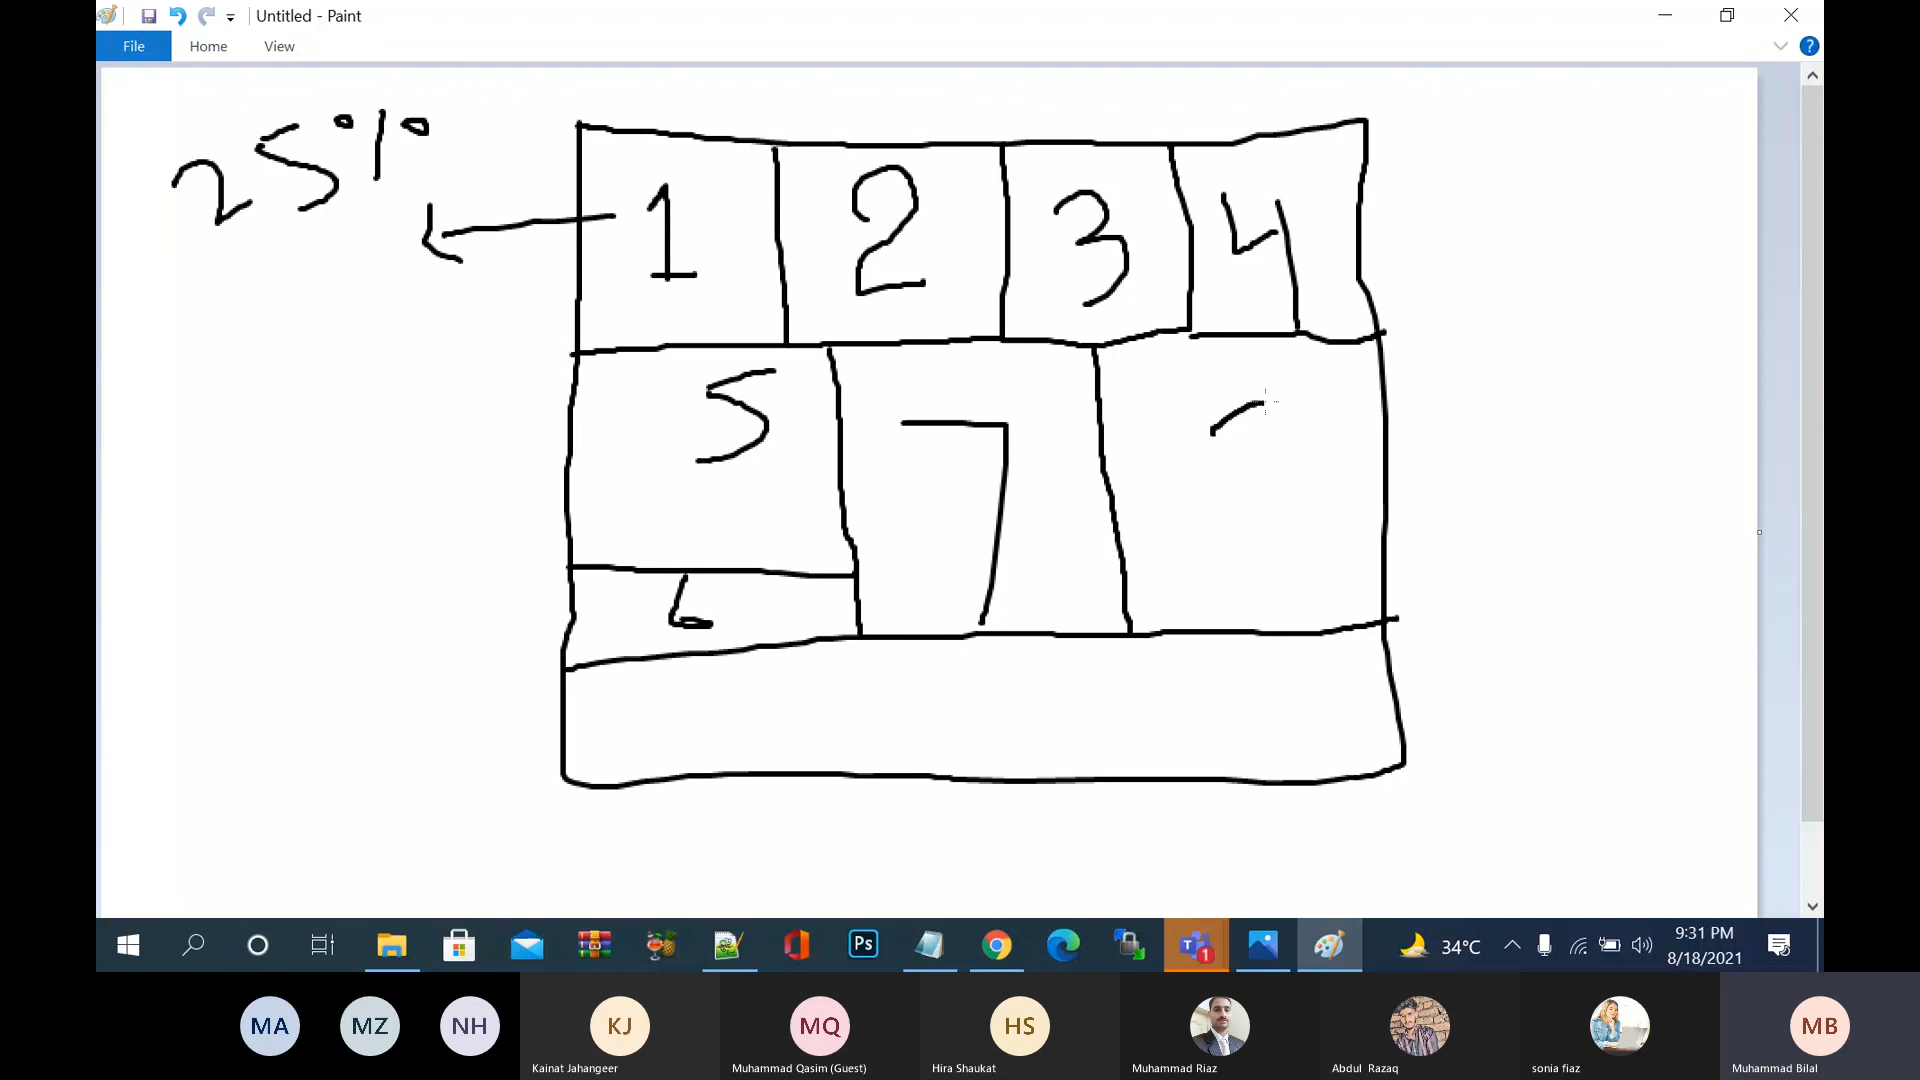 Untitled - Paint
File Home View
25%
1 2 3 4
5 7
6
Ps
1
34°C
9:31 PM
8/18/2021
MA MZ NH KJ MQ HS MB
Kainat Jahangeer Muhammad Qasim (Guest) Hira Shaukat Muhammad Riaz Abdul Razaq sonia fiaz Muhammad Bilal